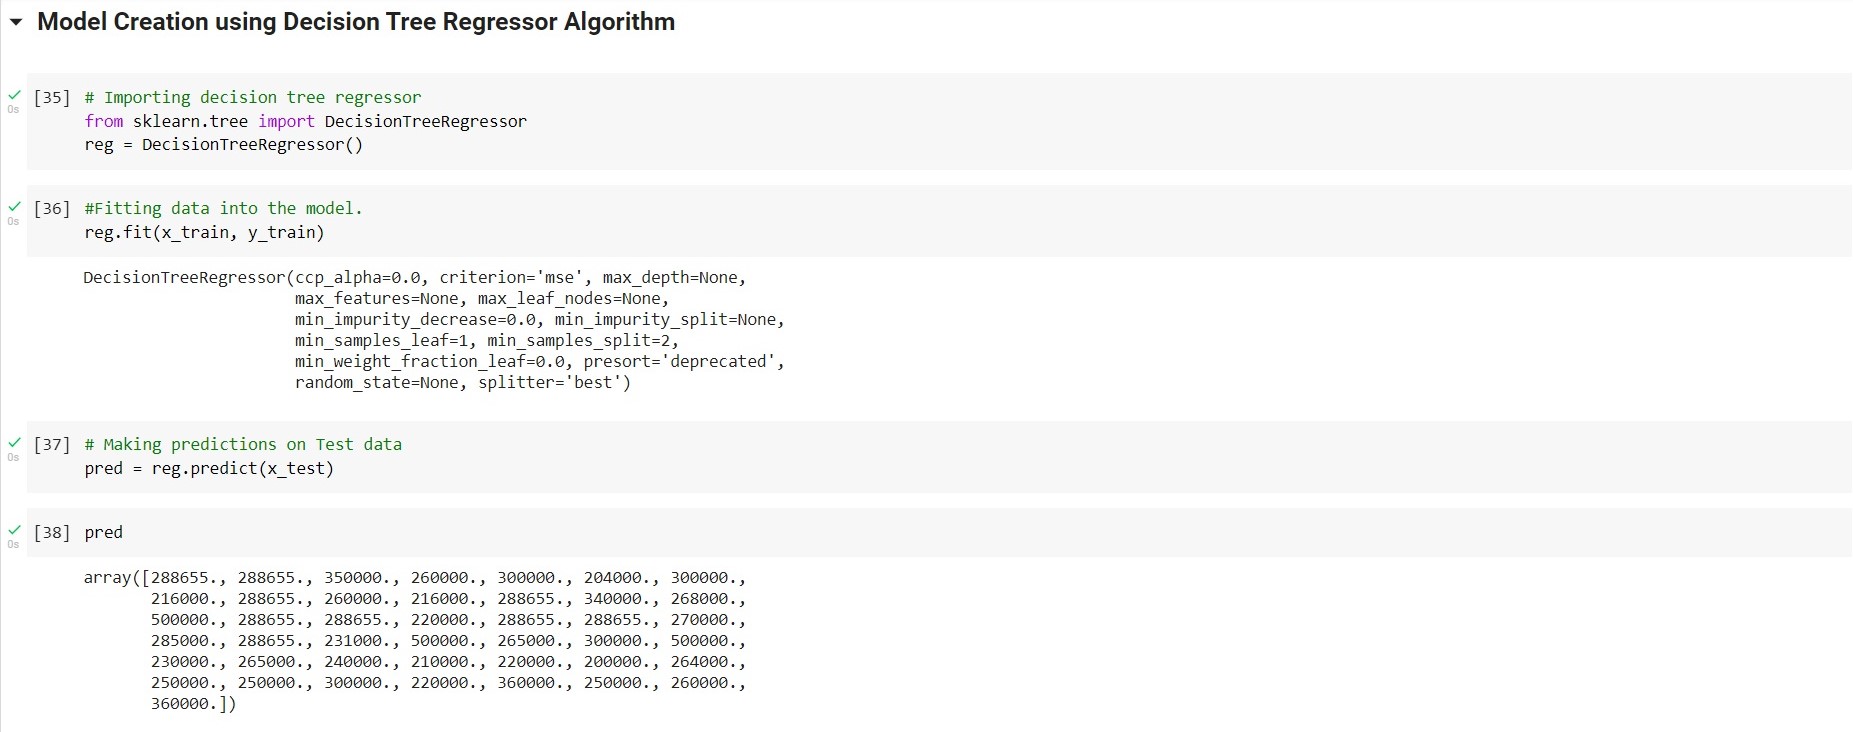 Model Creation using Decision Tree Regressor Algorithm
0s
[35] # Importing decision tree regressor
from sklearn.tree import DecisionTreeRegressor
reg = DecisionTreeRegressor()
0s
[36] #Fitting data into the model.
reg.fit(x_train, y_train)
DecisionTreeRegressor(ccp_alpha=0.0, criterion='mse', max_depth=None,
max_features=None, max_leaf_nodes=None,
min_impurity_decrease=0.0, min_impurity_split=None,
min_samples_leaf=1, min_samples_split=2,
min_weight_fraction_leaf=0.0, presort='deprecated',
random_state=None, splitter='best')
0s
[37] # Making predictions on Test data
pred = reg.predict(x_test)
0s
[38] pred
array([288655., 288655., 350000., 260000., 300000., 204000., 300000.,
216000., 288655., 260000., 216000., 288655., 340000., 268000.,
500000., 288655., 288655., 220000., 288655., 288655., 270000.,
285000., 288655., 231000., 500000., 265000., 300000., 500000.,
230000., 265000., 240000., 210000., 220000., 200000., 264000.,
250000., 250000., 300000., 220000., 360000., 250000., 260000.,
360000.])